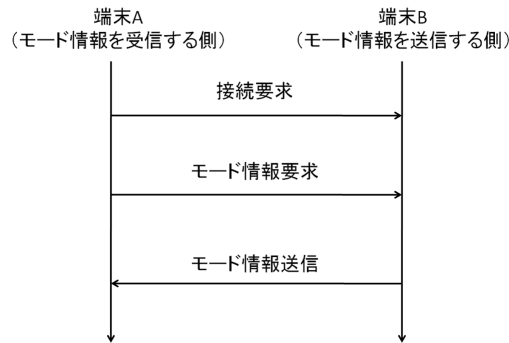 端末A
（モード情報を受信する側）
端末B
（モード情報を送信する側）
接続要求
モード情報要求
モード情報送信